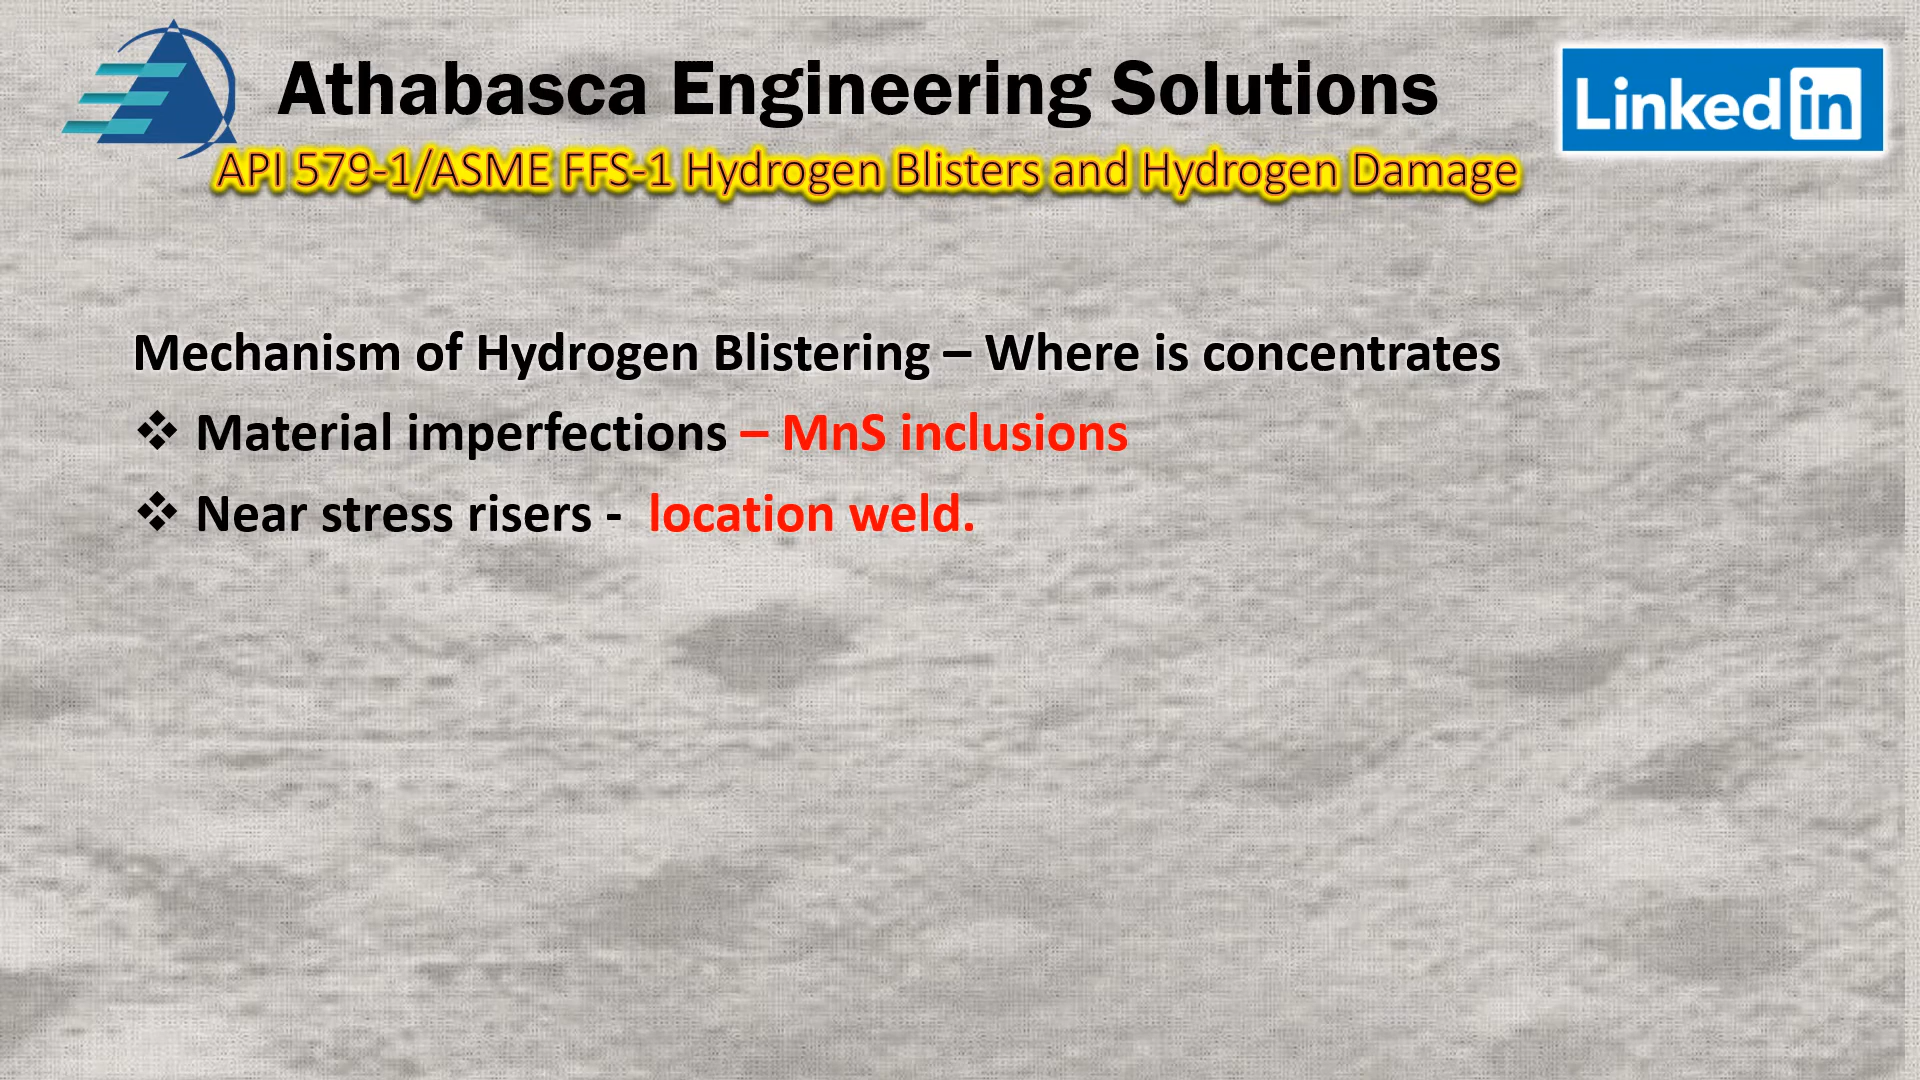 Athabasca Engineering Solutions
Linked in
API 579-1/ASME FFS-1 Hydrogen Blisters and Hydrogen Damage
Mechanism of Hydrogen Blistering – Where is concentrates
❖ Material imperfections – MnS inclusions
❖ Near stress risers - location weld.